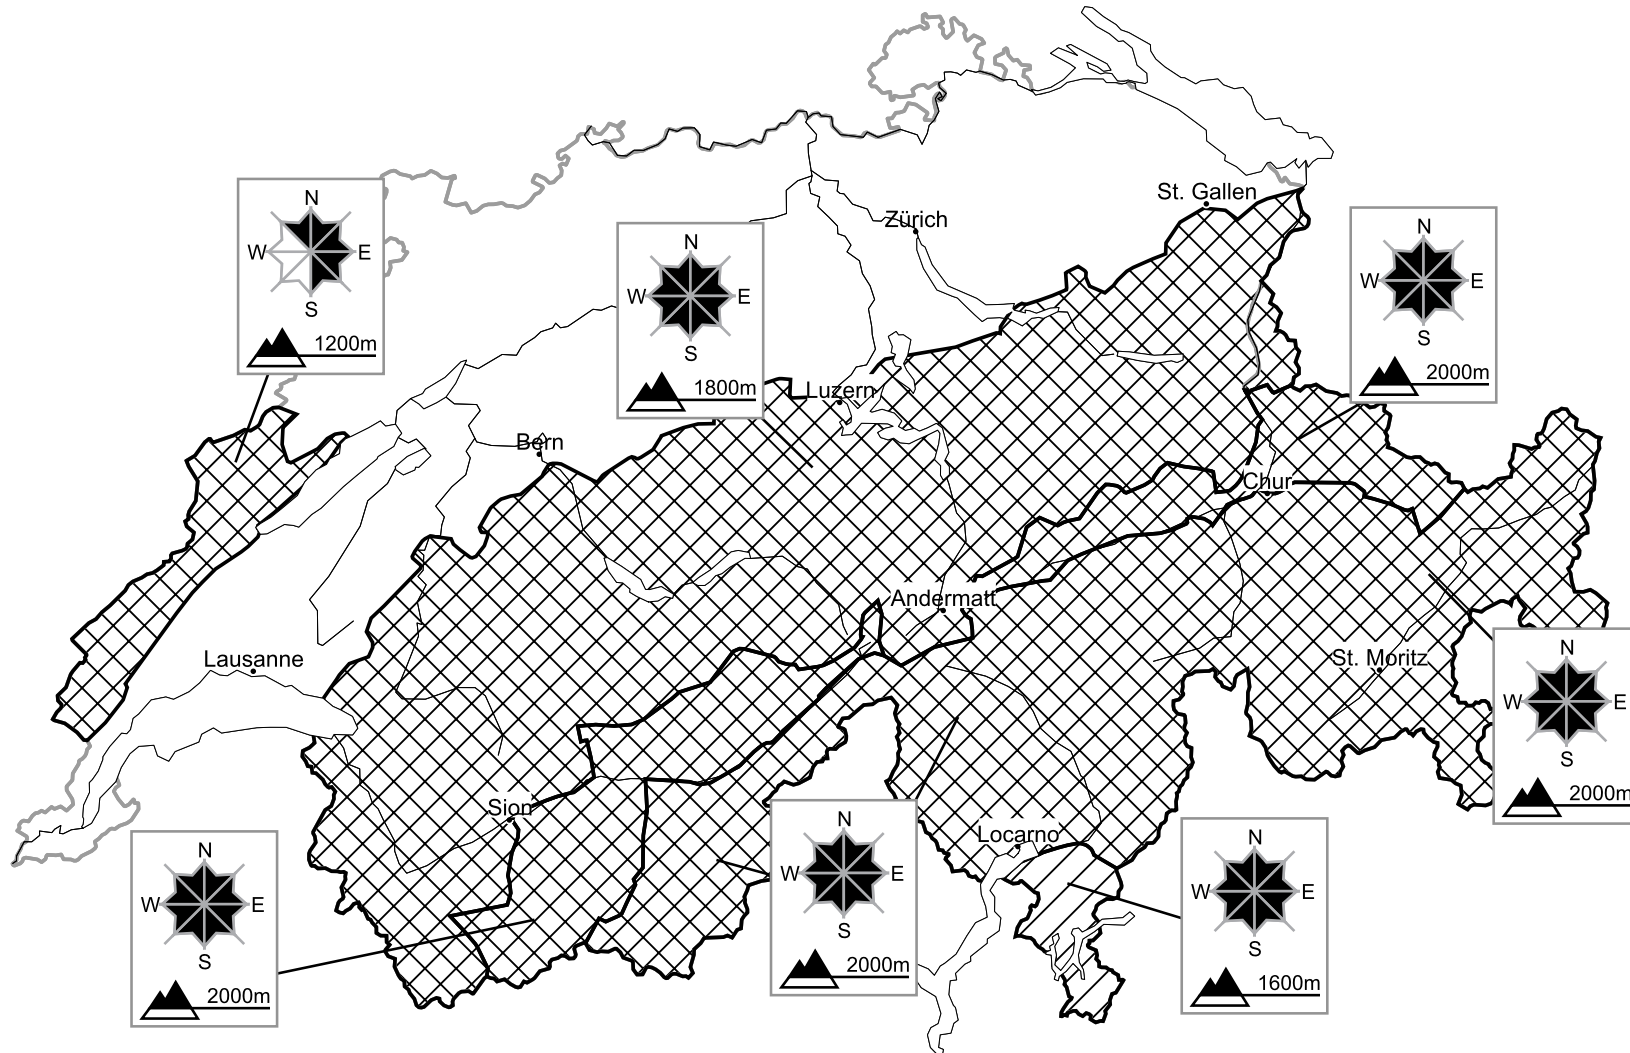 St. Gallen
Zürich
N
W E
S
1200m
N
W E
S
1800m
N
W E
S
2000m
Luzern
Bern
Chur
Andermatt
Lausanne
St. Moritz
N
W E
S
2000m
Sion
Locarno
N
W E
S
2000m
N
W E
S
2000m
N
W E
S
1600m